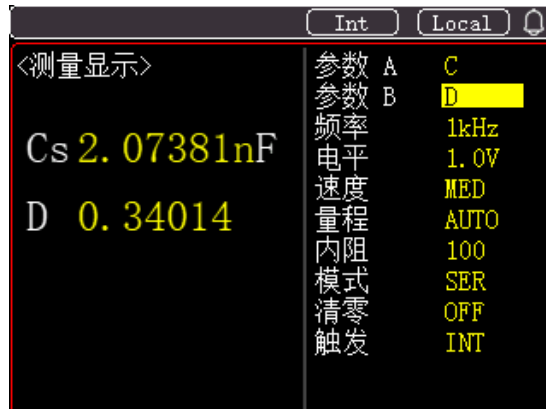 Int Local
<测量显示>
Cs 2.07381nF
D 0.34014
参数 A C
参数 B D
频率 1kHz
电平 1.0V
速度 MED
量程 AUTO
内阻 100
模式 SER
清零 OFF
触发 INT